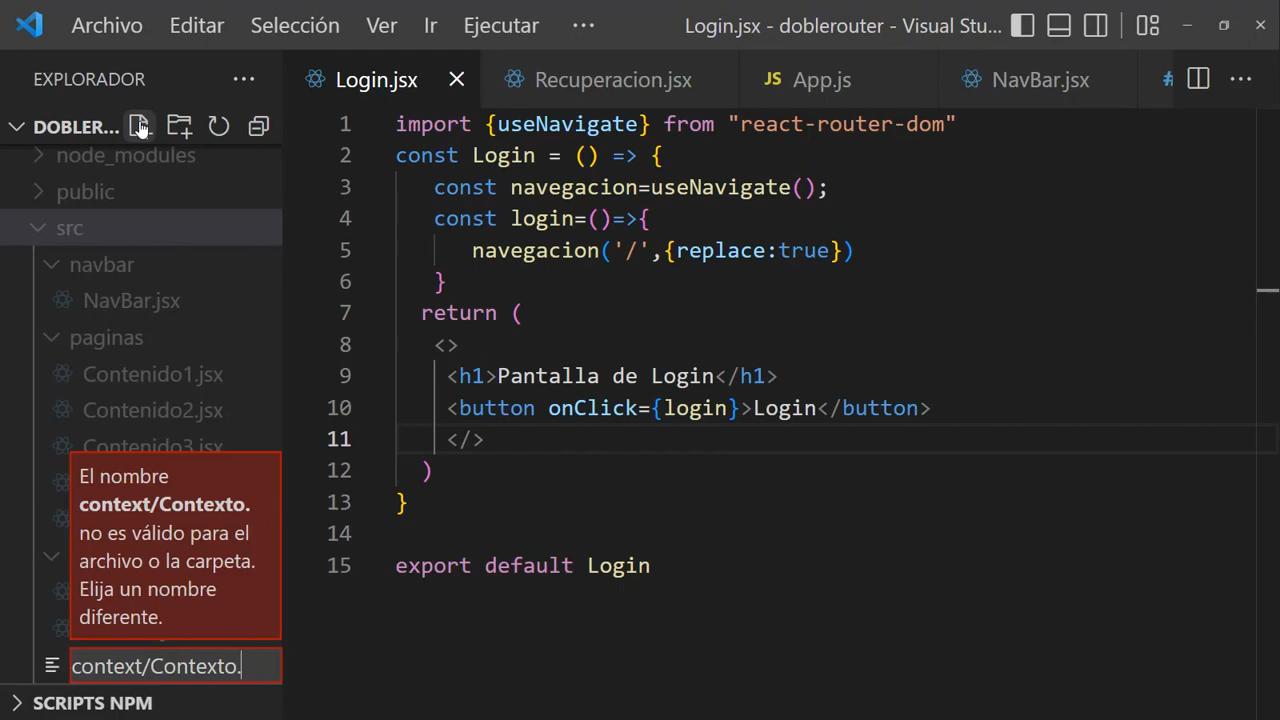 Archivo Editar Selección Ver Ir Ejecutar ··· Login.jsx - doblerouter - Visual Stu...
EXPLORADOR ···
Login.jsx Recuperacion.jsx JS App.js NavBar.jsx # ···
DOBLER...
node_modules
public
src
navbar
NavBar.jsx
paginas
Contenido1.jsx
Contenido2.jsx
Contenido3.jsx
El nombre
context/Contexto.
no es válido para el
archivo o la carpeta.
Elija un nombre
diferente.
context/Contexto.
SCRIPTS NPM
1 import {useNavigate} from "react-router-dom"
2 const Login = () => {
3 const navegacion=useNavigate();
4 const login=()=>{
5 navegacion('/',{replace:true})
6 }
7 return (
8 <>
9 <h1>Pantalla de Login</h1>
10 <button onClick={login}>Login</button>
11 </>
12 )
13 }
14
15 export default Login